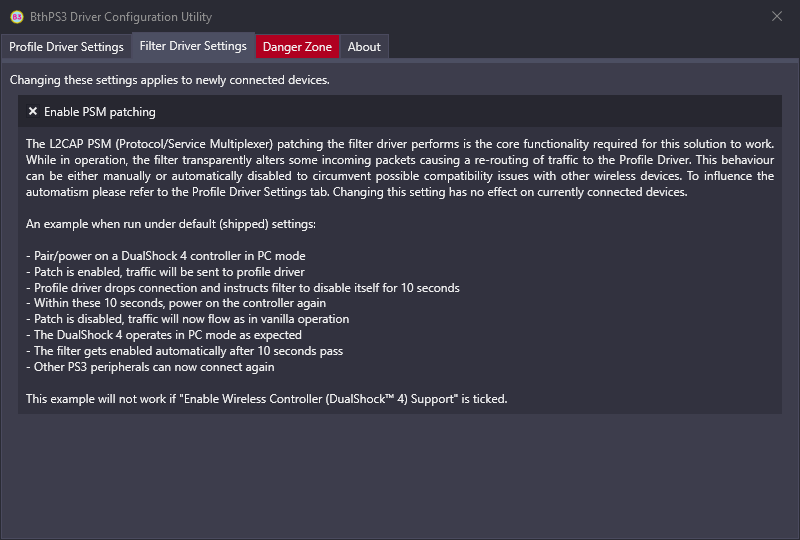 B3 BthPS3 Driver Configuration Utility
Profile Driver Settings Filter Driver Settings Danger Zone About
Changing these settings applies to newly connected devices.
Enable PSM patching
The L2CAP PSM (Protocol/Service Multiplexer) patching the filter driver performs is the core functionality required for this solution to work.
While in operation, the filter transparently alters some incoming packets causing a re-routing of traffic to the Profile Driver. This behaviour
can be either manually or automatically disabled to circumvent possible compatibility issues with other wireless devices. To influence the
automatism please refer to the Profile Driver Settings tab. Changing this setting has no effect on currently connected devices.
An example when run under default (shipped) settings:
- Pair/power on a DualShock 4 controller in PC mode
- Patch is enabled, traffic will be sent to profile driver
- Profile driver drops connection and instructs filter to disable itself for 10 seconds
- Within these 10 seconds, power on the controller again
- Patch is disabled, traffic will now flow as in vanilla operation
- The DualShock 4 operates in PC mode as expected
- The filter gets enabled automatically after 10 seconds pass
- Other PS3 peripherals can now connect again
This example will not work if "Enable Wireless Controller (DualShock™ 4) Support" is ticked.